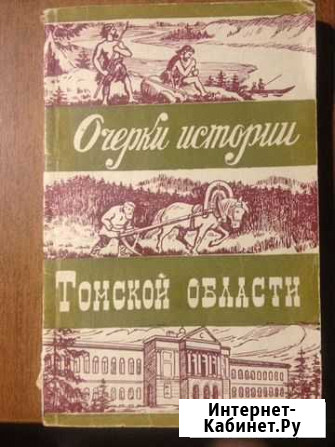 Очерки истории
Томской области
Интернет-
Кабинет.Ру